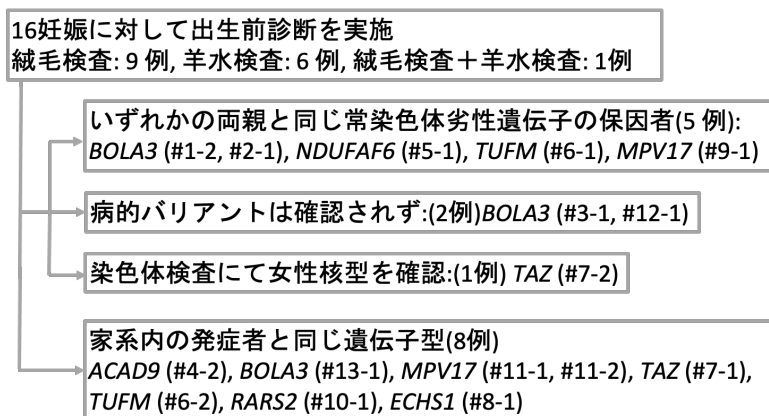 16妊娠に対して出生前診断を実施
絨毛検査: 9 例, 羊水検査: 6 例, 絨毛検査＋羊水検査: 1例
いずれかの両親と同じ常染色体劣性遺伝子の保因者(5 例):
BOLA3 (#1-2, #2-1), NDUFAF6 (#5-1), TUFM (#6-1), MPV17 (#9-1)
病的バリアントは確認されず:(2例)BOLA3 (#3-1, #12-1)
染色体検査にて女性核型を確認:(1例) TAZ (#7-2)
家系内の発症者と同じ遺伝子型(8例)
ACAD9 (#4-2), BOLA3 (#13-1), MPV17 (#11-1, #11-2), TAZ (#7-1),
TUFM (#6-2), RARS2 (#10-1), ECHS1 (#8-1)